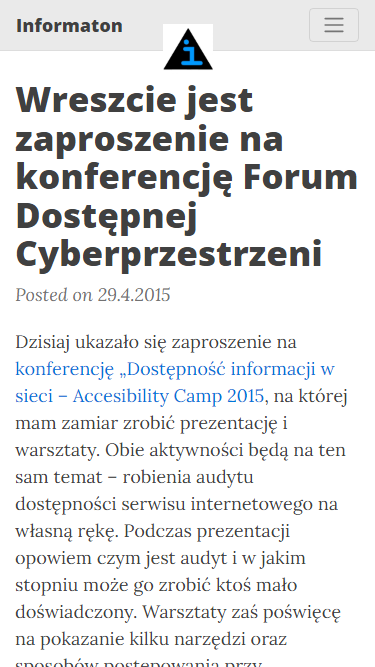 Informaton
Wreszcie jest
zaproszenie na
konferencję Forum
Dostępnej
Cyberprzestrzeni
Posted on 29.4.2015
Dzisiaj ukazało się zaproszenie na
konferencję „Dostępność informacji w
sieci – Accesibility Camp 2015, na której
mam zamiar zrobić prezentację i
warsztaty. Obie aktywności będą na ten
sam temat – robienia audytu
dostępności serwisu internetowego na
własną rękę. Podczas prezentacji
opowiem czym jest audyt i w jakim
stopniu może go zrobić ktoś mało
doświadczony. Warsztaty zaś poświęcę
na pokazanie kilku narzędzi oraz
sposobów postępowania przy